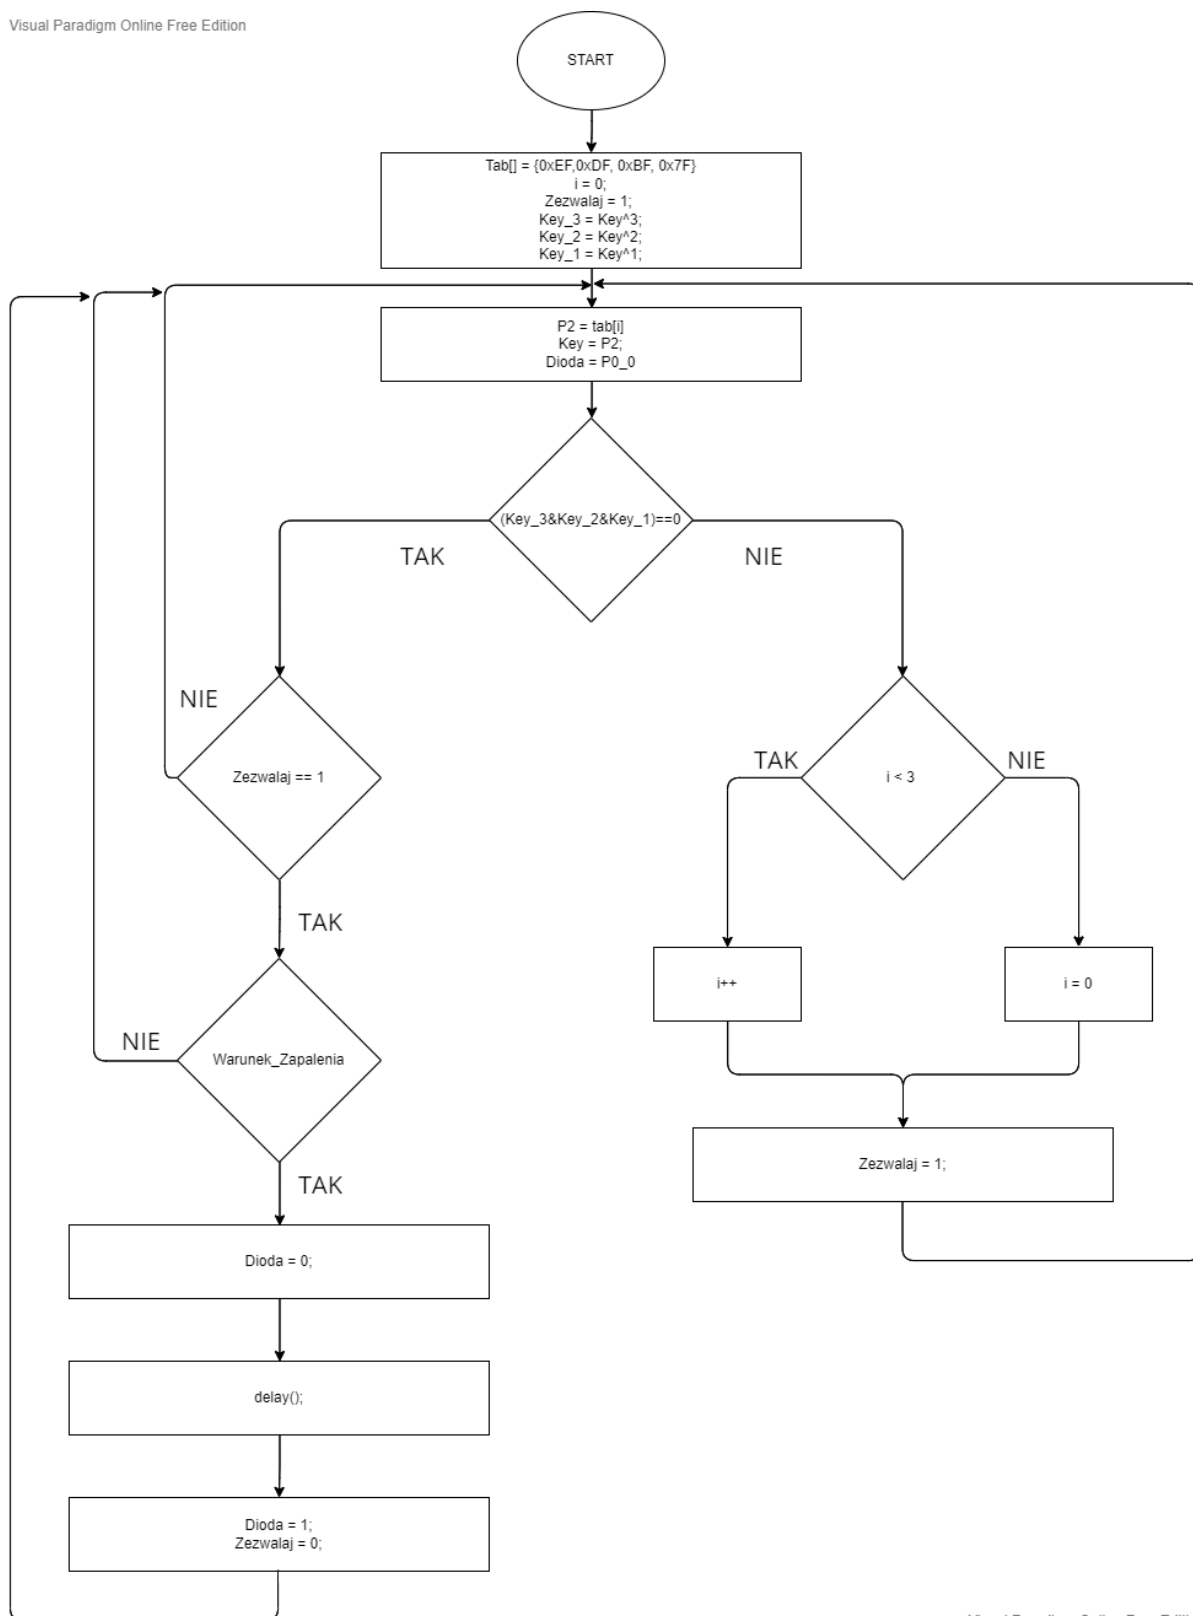 Visual Paradigm Online Free Edition
START
Tab[] = {0xEF,0xDF, 0xBF, 0x7F}
i = 0;
Zezwalaj = 1;
Key_3 = Key^3;
Key_2 = Key^2;
Key_1 = Key^1;
P2 = tab[i]
Key = P2;
Dioda = P0_0
(Key_3&Key_2&Key_1)==0
TAK
NIE
NIE
Zezwalaj == 1
TAK
i < 3
NIE
TAK
i++
i = 0
NIE
Warunek_Zapalenia
TAK
Zezwalaj = 1;
Dioda = 0;
delay();
Dioda = 1;
Zezwalaj = 0;